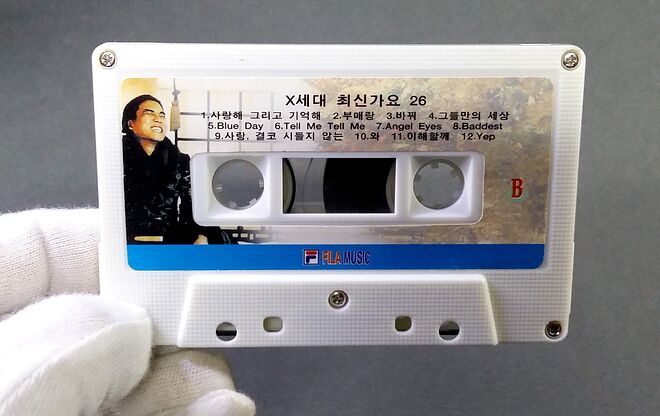 X세대 최신가요 26
1.사랑해 그리고 기억해 2.부매랑 3.바꿔 4.그들만의 세상
5.Blue Day 6.Tell Me Tell Me 7.Angel Eyes 8.Baddest
9.사랑, 결코 시들지 않는 10.와 11.이해할께 12.Yep
B
F FILA MUSIC